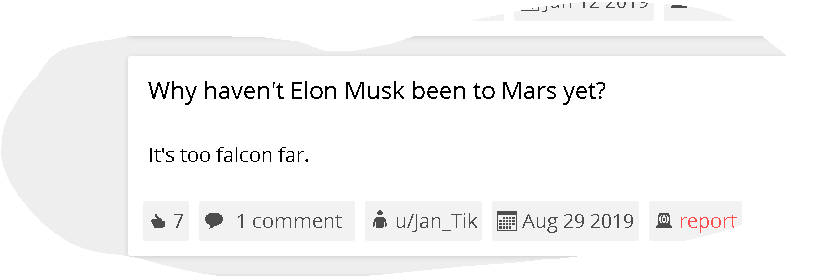 Jan 12 2019
Why haven't Elon Musk been to Mars yet?
It's too falcon far.
7 1 comment u/Jan_Tik Aug 29 2019 report